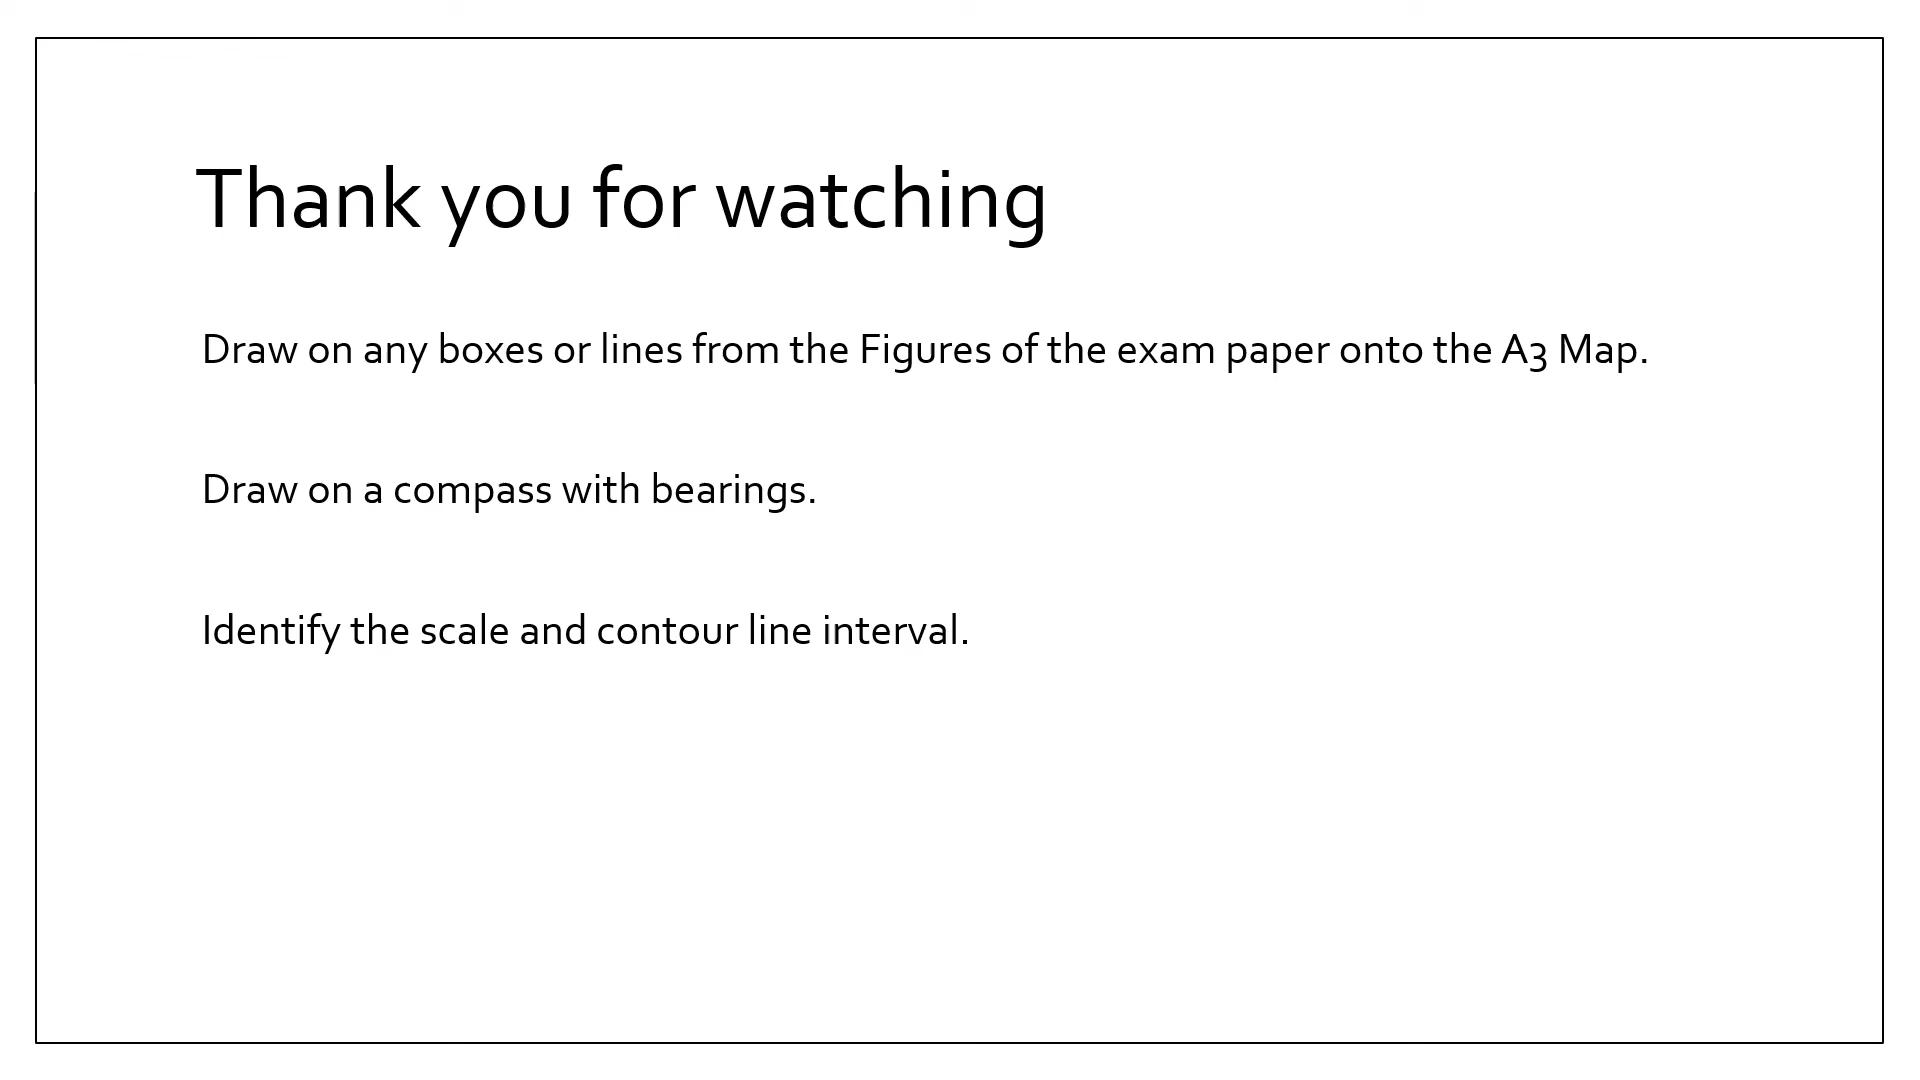 Thank you for watching
Draw on any boxes or lines from the Figures of the exam paper onto the A3 Map.
Draw on a compass with bearings.
Identify the scale and contour line interval.